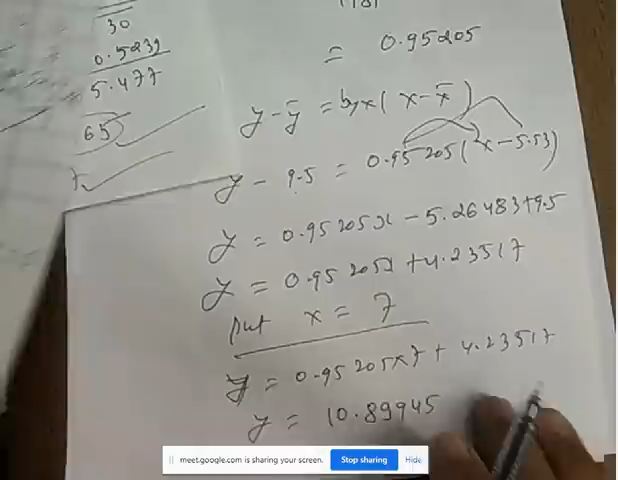 30
0.5239
5.477
65
= 0.95205
y - ȳ = byx ( x - x̄ )
y - 9.5 = 0.95205 ( x - 5.53 )
y = 0.95205x - 5.26483 + 9.5
y = 0.95205x + 4.23517
put x = 7
y = 0.95205 x 7 + 4.23517
y = 10.89945
meet.google.com is sharing your screen. Stop sharing Hide